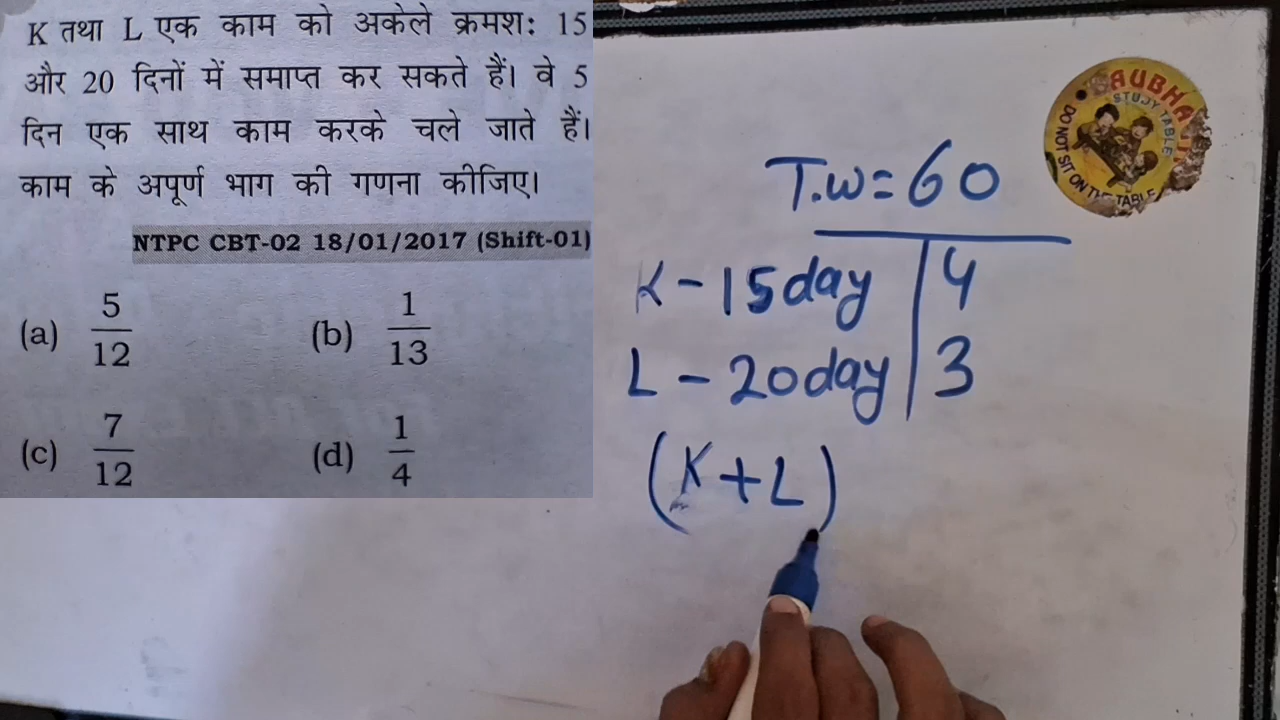 K तथा L एक काम को अकेले क्रमशः 15
और 20 दिनों में समाप्त कर सकते हैं। वे 5
दिन एक साथ काम करके चले जाते हैं।
काम के अपूर्ण भाग की गणना कीजिए।
NTPC CBT-02 18/01/2017 (Shift-01)
(a) 5/12 (b) 1/13
(c) 7/12 (d) 1/4
T.W=60
K-15day 4
L-20day 3
(K+L)
STUDY TABLE
DO NOT SIT ON THE TABLE